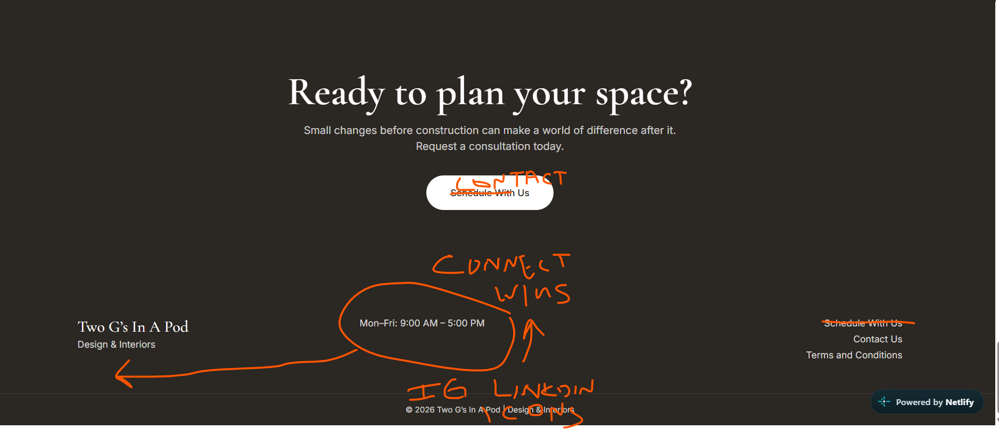 Ready to plan your space?
Small changes before construction can make a world of difference after it.
Request a consultation today.
CONTACT
Schedule With Us
CONNECT
WINS
Two G's In A Pod
Design & Interiors
Mon–Fri: 9:00 AM – 5:00 PM
Schedule With Us
Contact Us
Terms and Conditions
IG LINKDIN
ICONS
© 2026 Two G's In A Pod | Design & Interiors
Powered by Netlify